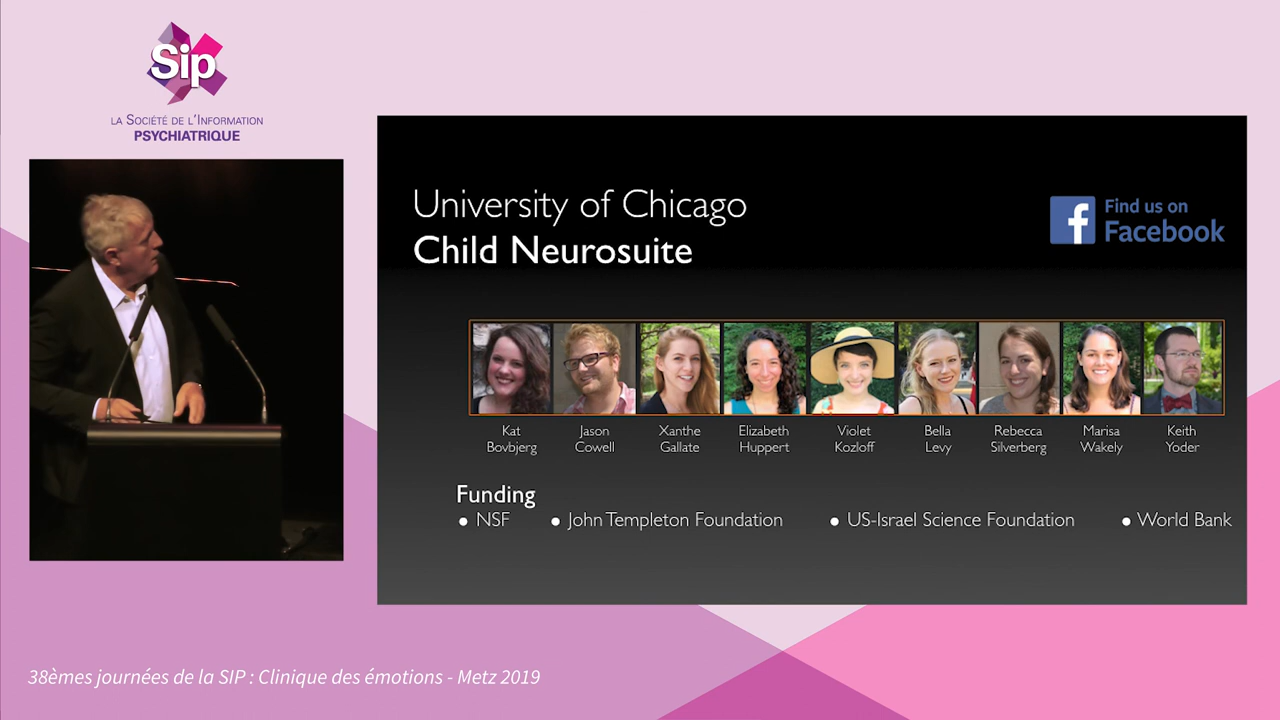 Sip
LA SOCIÉTÉ DE L'INFORMATION
PSYCHIATRIQUE
University of Chicago
Child Neurosuite
f
Find us on
Facebook
Kat
Bovbjerg
Jason
Cowell
Xanthe
Gallate
Elizabeth
Huppert
Violet
Kozloff
Bella
Levy
Rebecca
Silverberg
Marisa
Wakely
Keith
Yoder
Funding
• NSF • John Templeton Foundation • US-Israel Science Foundation • World Bank
38èmes journées de la SIP : Clinique des émotions - Metz 2019